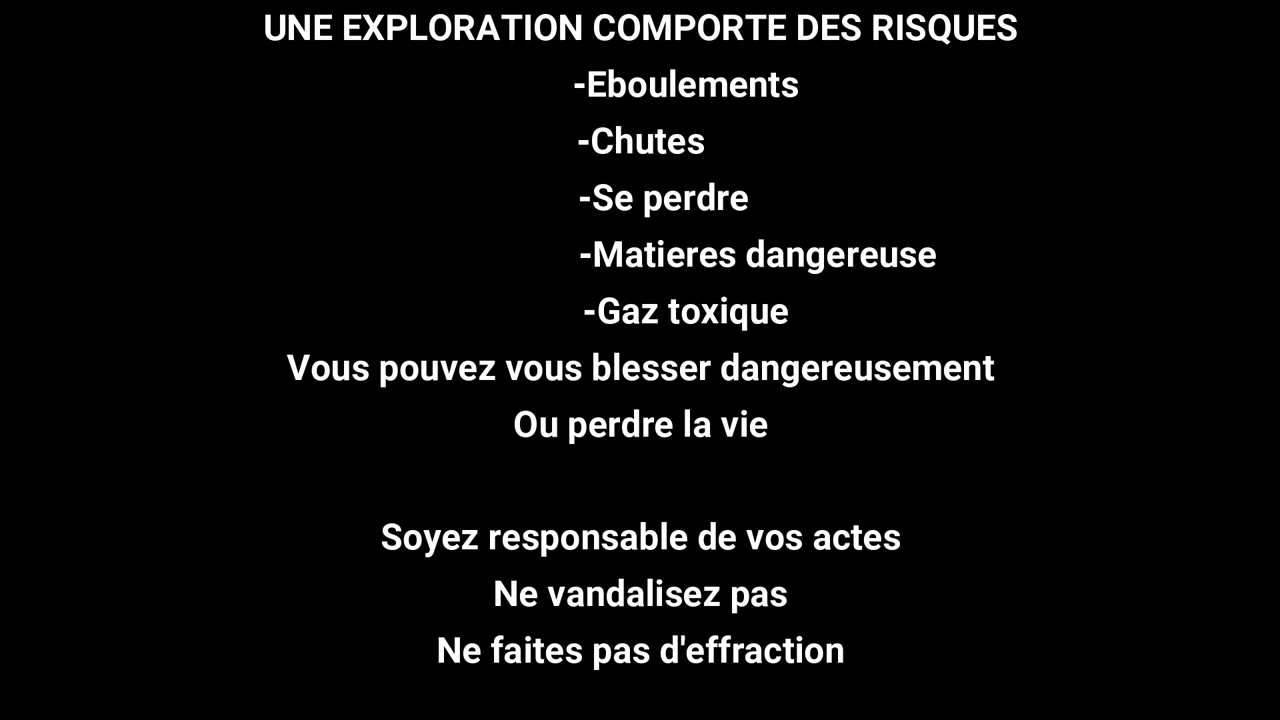 UNE EXPLORATION COMPORTE DES RISQUES
-Eboulements
-Chutes
-Se perdre
-Matieres dangereuse
-Gaz toxique
Vous pouvez vous blesser dangereusement
Ou perdre la vie
Soyez responsable de vos actes
Ne vandalisez pas
Ne faites pas d'effraction